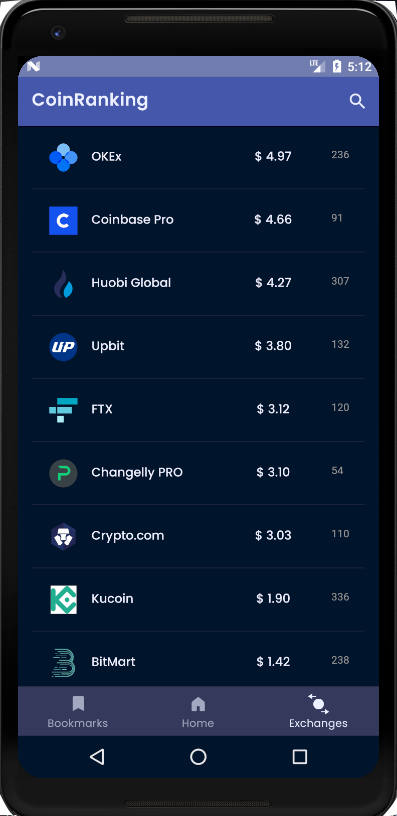 LTE 5:12
CoinRanking
OKEx $ 4.97 236
C Coinbase Pro $ 4.66 91
Huobi Global $ 4.27 307
UP Upbit $ 3.80 132
FTX $ 3.12 120
Changelly PRO $ 3.10 54
Crypto.com $ 3.03 110
Kucoin $ 1.90 336
BitMart $ 1.42 238
Bookmarks Home Exchanges